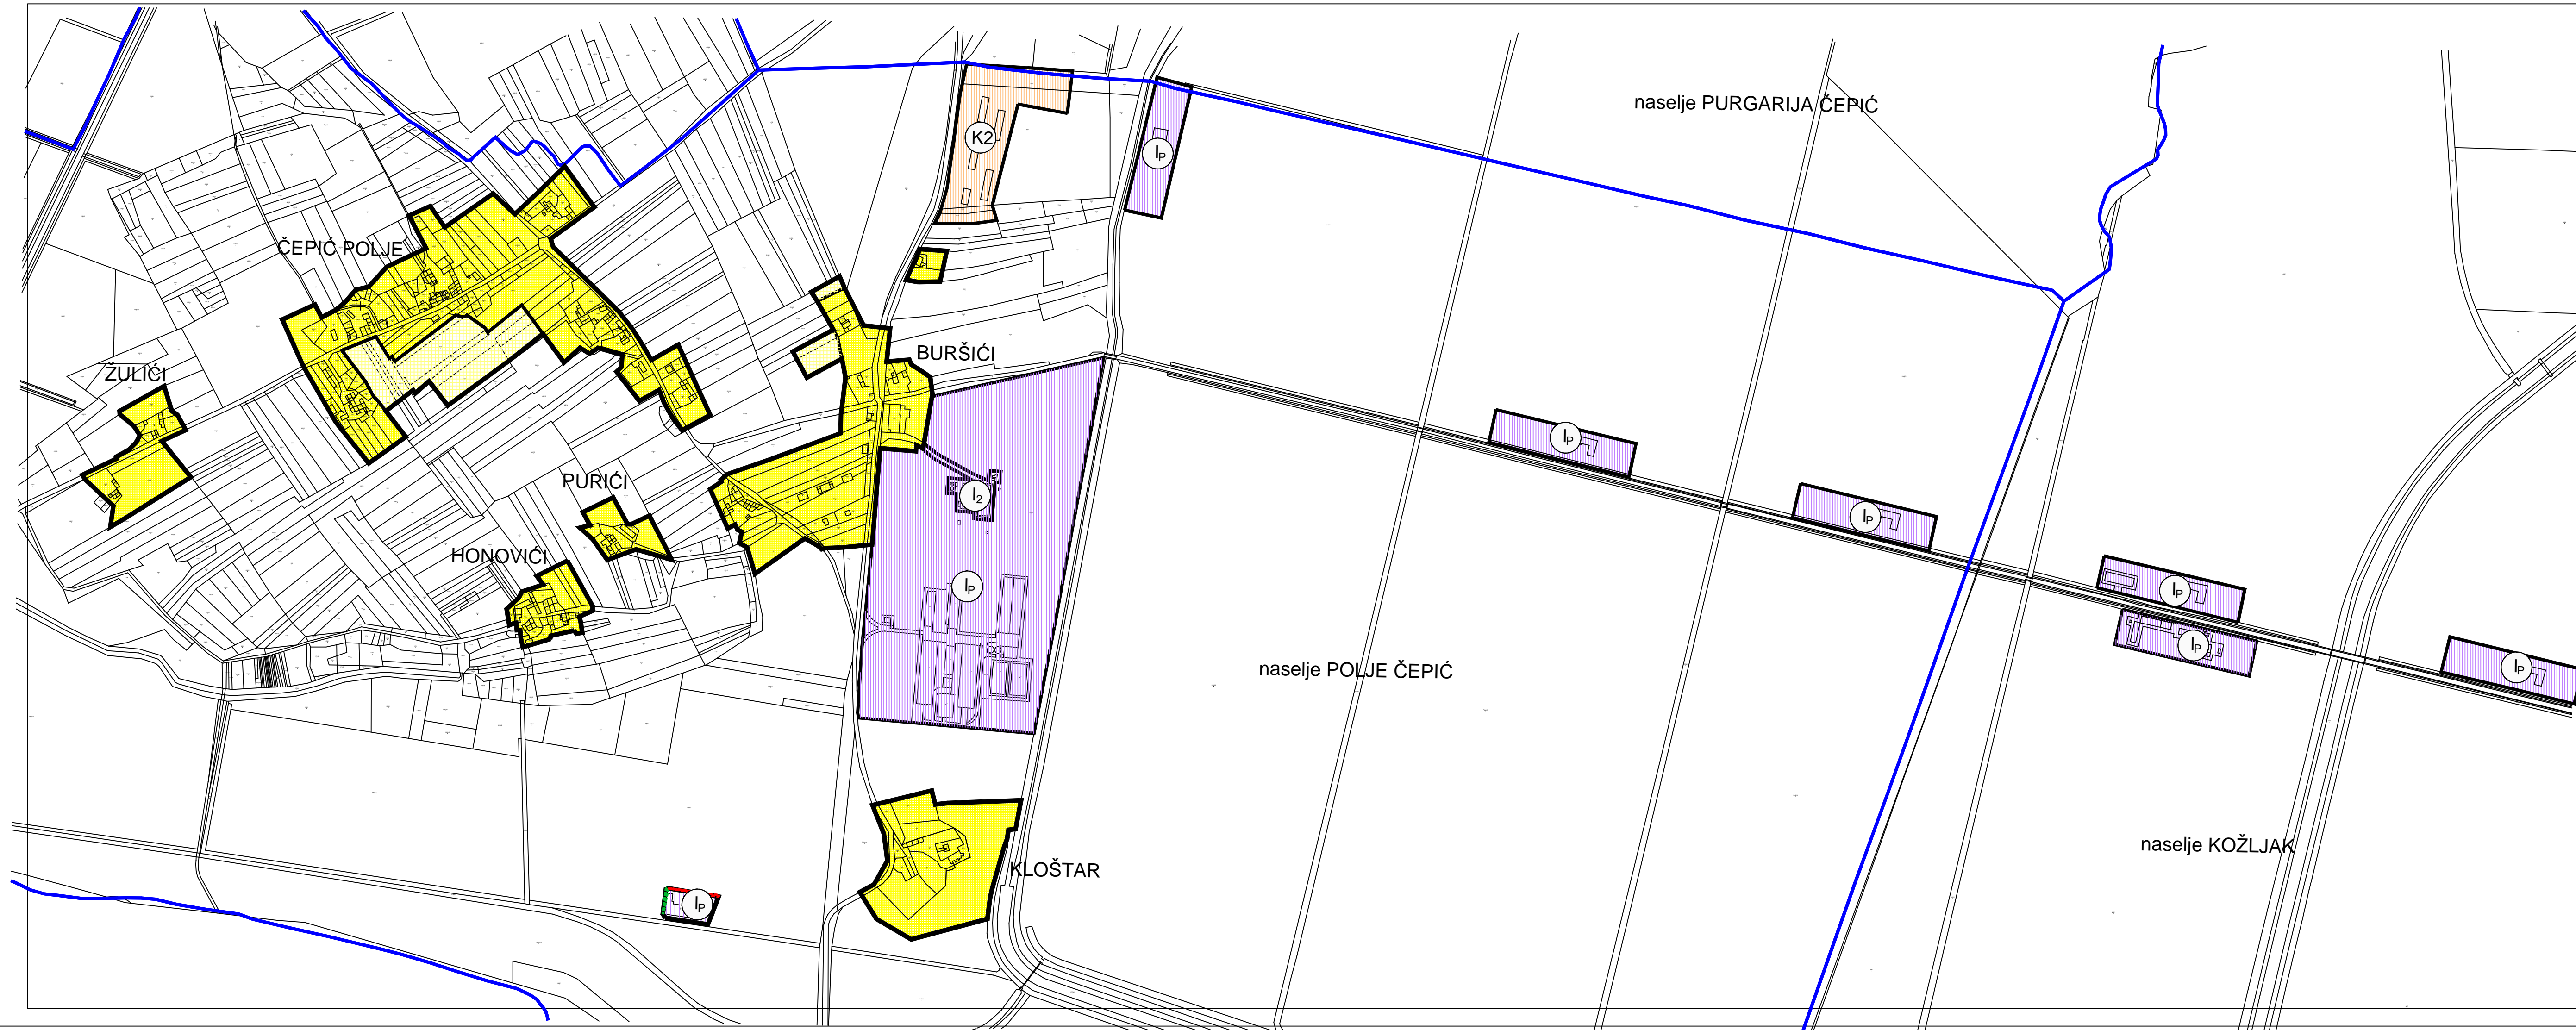 naselje PURGARIJA ČEPIĆ
K2
IP
ČEPIĆ POLJE
BURŠIĆI
ŽULIĆI
IP
PURIĆI
I2
IP
HONOVIĆI
IP
IP
IP
IP
naselje POLJE ČEPIĆ
IP
naselje KOŽLJAK
KLOŠTAR
IP